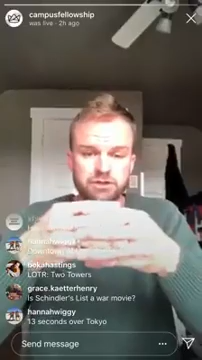 campusfellowship
was live · 2h ago
rbekahastings
LOTR: Two Towers
grace.kaetterhenry
Is Schindler's List a war movie?
hannahwiggy
13 seconds over Tokyo
Send message